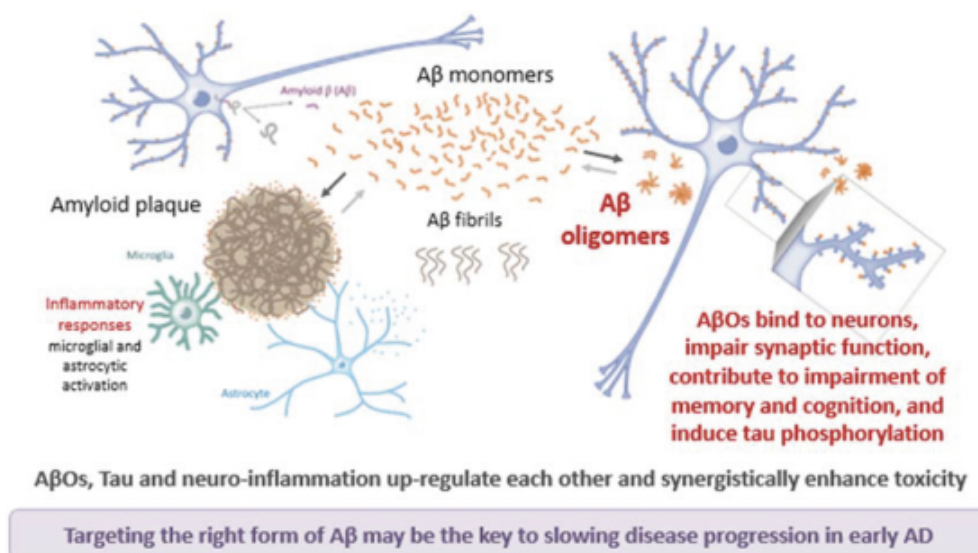 Aβ monomers
Amyloid β (Aβ)
Amyloid plaque
Aβ fibrils
Aβ
oligomers
Microglia
Inflammatory
responses
microglial and
astrocytic
activation
Astrocyte
AβOs bind to neurons,
impair synaptic function,
contribute to impairment of
memory and cognition, and
induce tau phosphorylation
AβOs, Tau and neuro-inflammation up-regulate each other and synergistically enhance toxicity
Targeting the right form of Aβ may be the key to slowing disease progression in early AD